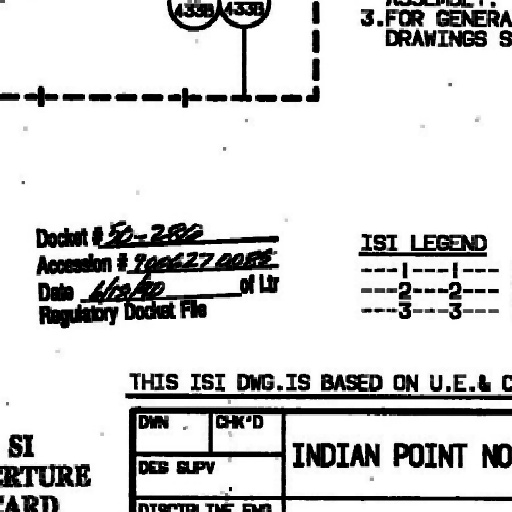 433B 433B
ASSEMBLY.
3.FOR GENERA
DRAWINGS S
Docket # 50-286
Accession # 9006270085
Date 6/18/90 of Ltr
Regulatory Docket File
ISI LEGEND
---1---1---
---2---2---
---3---3---
THIS ISI DWG.IS BASED ON U.E.& C
DWN CHK'D
DES SUPV
INDIAN POINT NO
DISCIPLINE ENG
SI
ERTURE
CARD